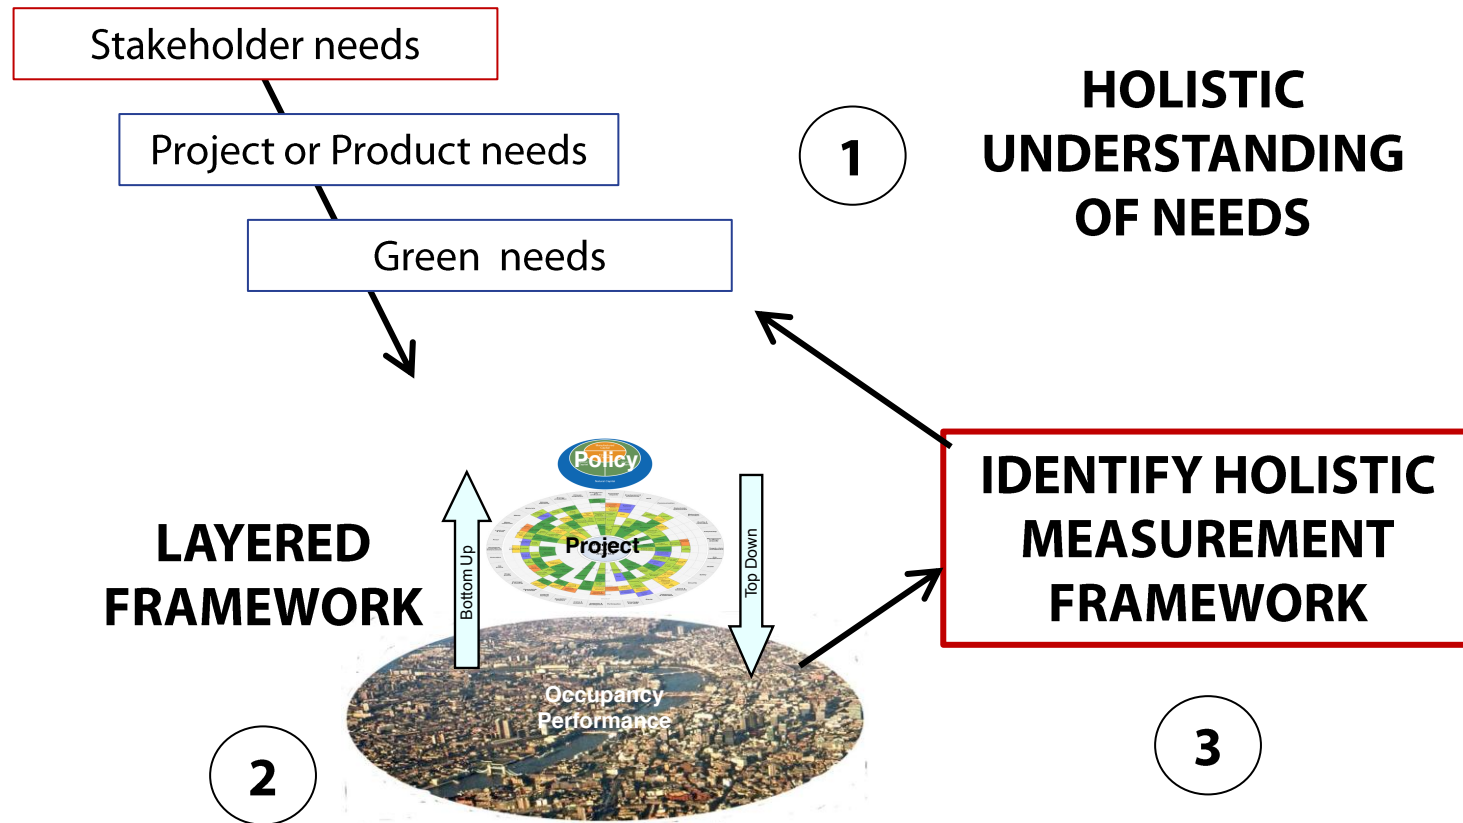 Stakeholder needs
Project or Product needs
Green needs
1
HOLISTIC
UNDERSTANDING
OF NEEDS
Policy
Project
Bottom Up
Top Down
LAYERED
FRAMEWORK
Occupancy
Performance
2
IDENTIFY HOLISTIC
MEASUREMENT
FRAMEWORK
3